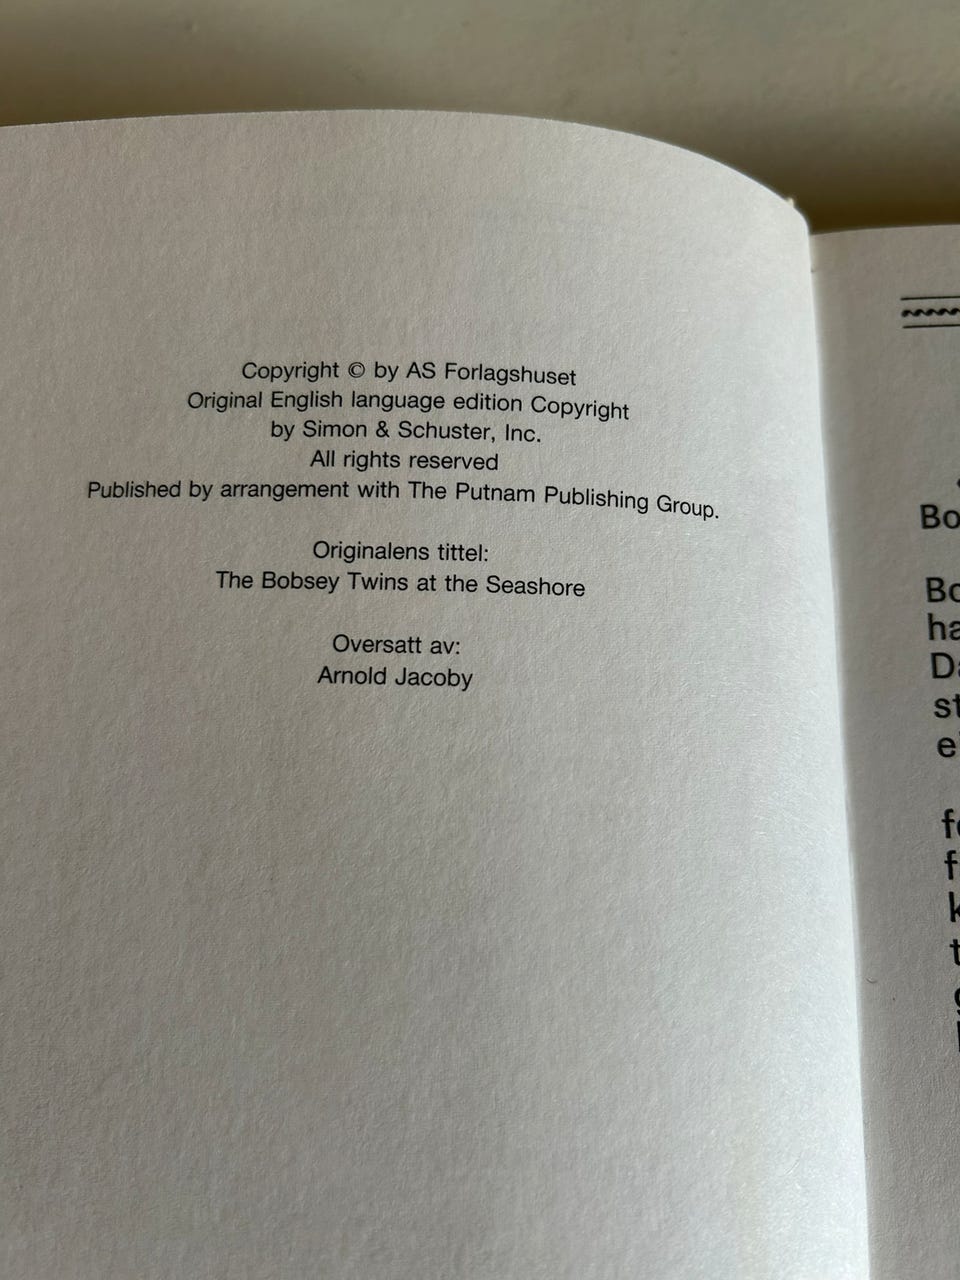 Copyright © by AS Forlagshuset
Original English language edition Copyright
by Simon & Schuster, Inc.
All rights reserved
Published by arrangement with The Putnam Publishing Group.
Originalens tittel:
The Bobsey Twins at the Seashore
Oversatt av:
Arnold Jacoby